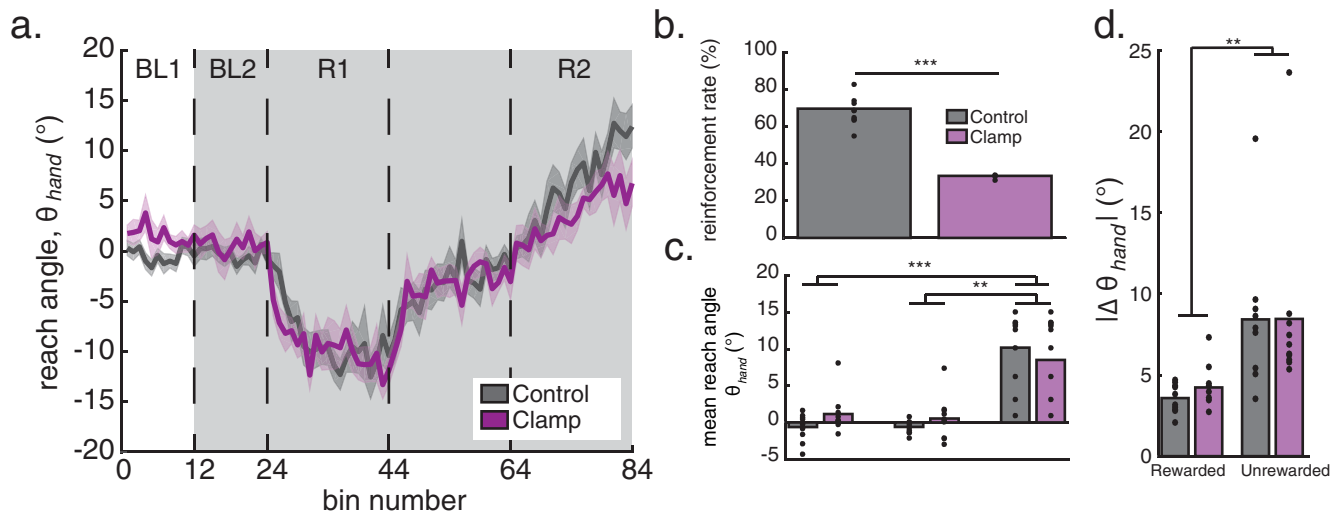 a.
20
15
10
5
0
-5
-10
-15
-20
reach angle, θ hand (°)
BL1
BL2
R1
R2
Control
Clamp
0
12
24
44
64
84
bin number
b.
100
80
60
40
20
0
reinforcement rate (%)
***
Control
Clamp
c.
20
15
10
5
0
-5
mean reach angle
θ hand (°)
***
**
d.
25
20
15
10
5
0
|Δ θ hand| (°)
**
Rewarded
Unrewarded